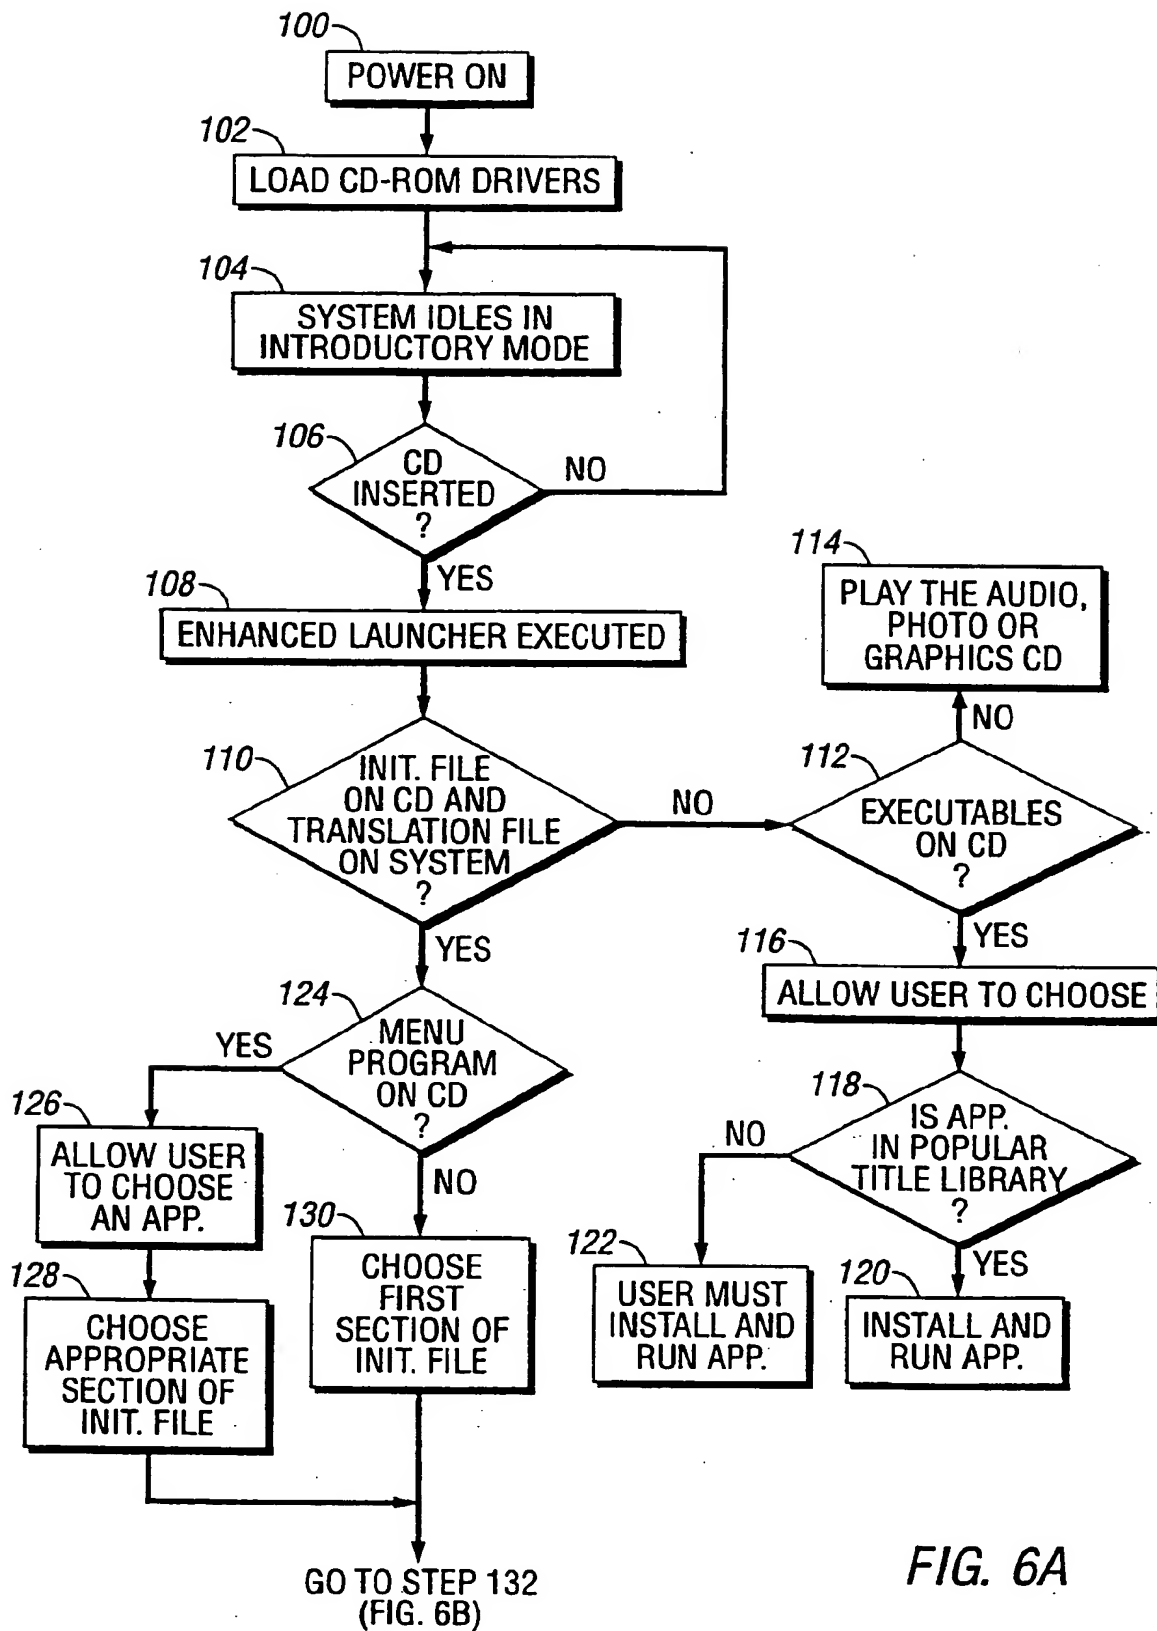 100
POWER ON
102
LOAD CD-ROM DRIVERS
104
SYSTEM IDLES IN
INTRODUCTORY MODE
106
CD
INSERTED
?
NO
YES
108
ENHANCED LAUNCHER EXECUTED
110
INIT. FILE
ON CD AND
TRANSLATION FILE
ON SYSTEM
?
NO
YES
112
EXECUTABLES
ON CD
?
NO
114
PLAY THE AUDIO,
PHOTO OR
GRAPHICS CD
YES
116
ALLOW USER TO CHOOSE
118
IS APP.
IN POPULAR
TITLE LIBRARY
?
NO
YES
122
USER MUST
INSTALL AND
RUN APP.
120
INSTALL AND
RUN APP.
124
MENU
PROGRAM
ON CD
?
YES
NO
126
ALLOW USER
TO CHOOSE
AN APP.
128
CHOOSE
APPROPRIATE
SECTION OF
INIT. FILE
130
CHOOSE
FIRST
SECTION OF
INIT. FILE
GO TO STEP 132
(FIG. 6B)
FIG. 6A